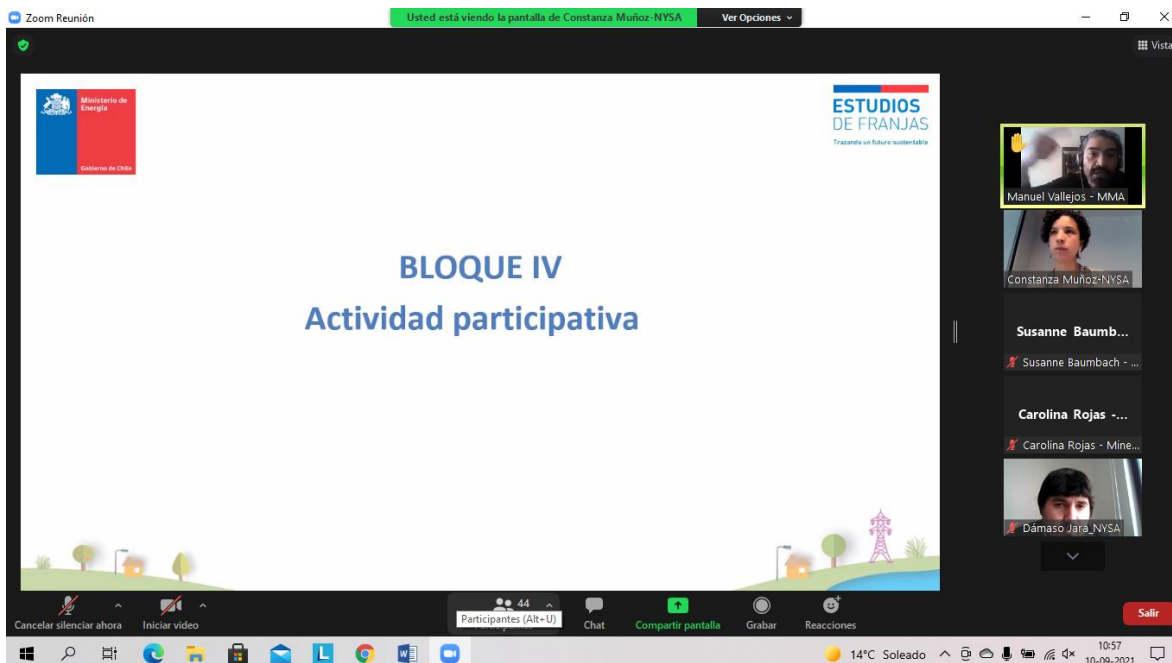 Zoom Reunión
Usted está viendo la pantalla de Constanza Muñoz-NYSA
Ver Opciones
Vista
Ministerio de
Energía
Gobierno de Chile
ESTUDIOS
DE FRANJAS
Trazando un futuro sustentable
BLOQUE IV
Actividad participativa
Manuel Vallejos - MMA
Constanza Muñoz-NYSA
Susanne Baumb...
Susanne Baumbach - ...
Carolina Rojas -...
Carolina Rojas - Mine...
Dámaso Jara_NYSA
Cancelar silenciar ahora
Iniciar video
44
Participantes (Alt+U)
Chat
Compartir pantalla
Grabar
Reacciones
Salir
14°C Soleado
10:57
10-09-2021